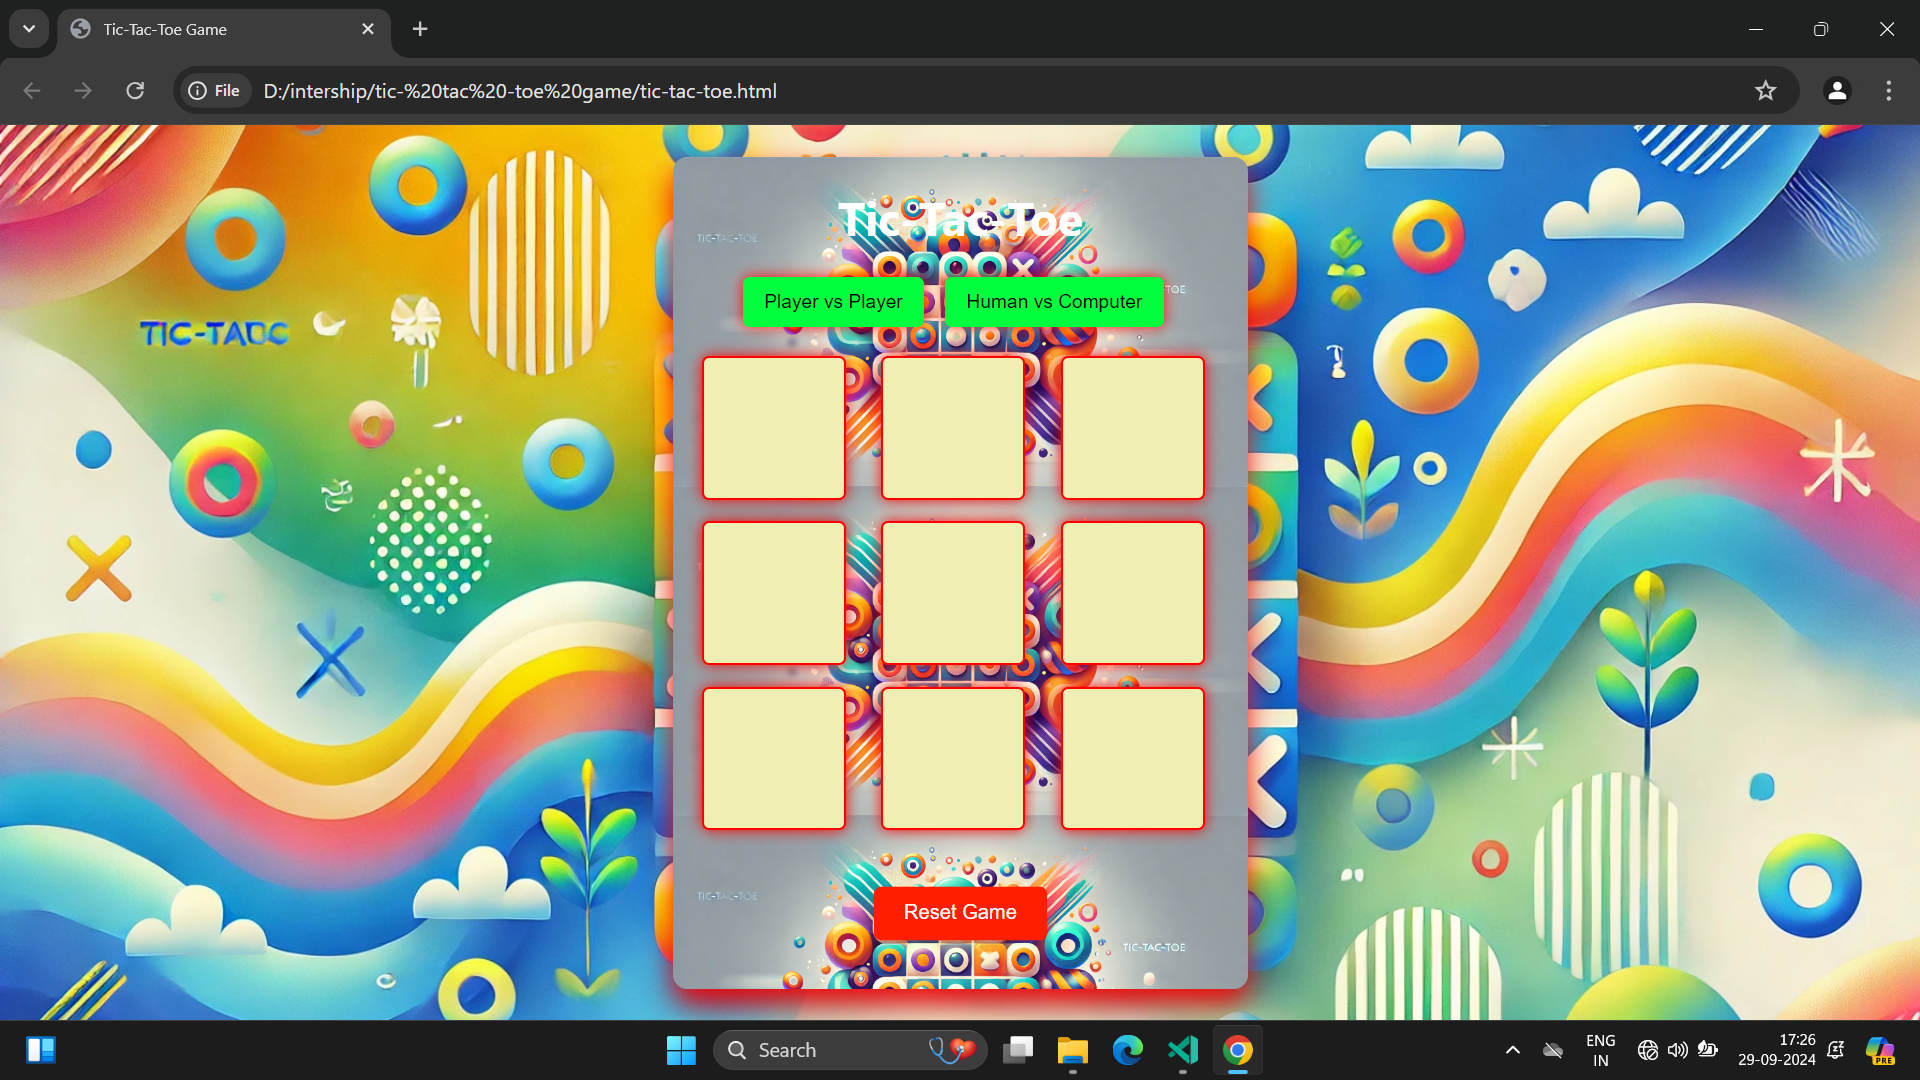 Tic-Tac-Toe Game
File
D:/intership/tic-%20tac%20-toe%20game/tic-tac-toe.html
Tic-Tac-Toe
TIC-TAC-TOE
TOE
Player vs Player
Human vs Computer
TIC-TADC
TIC-TAC-TOE
Reset Game
TIC-TAC-TOE
Search
ENG
IN
17:26
29-09-2024
PRE